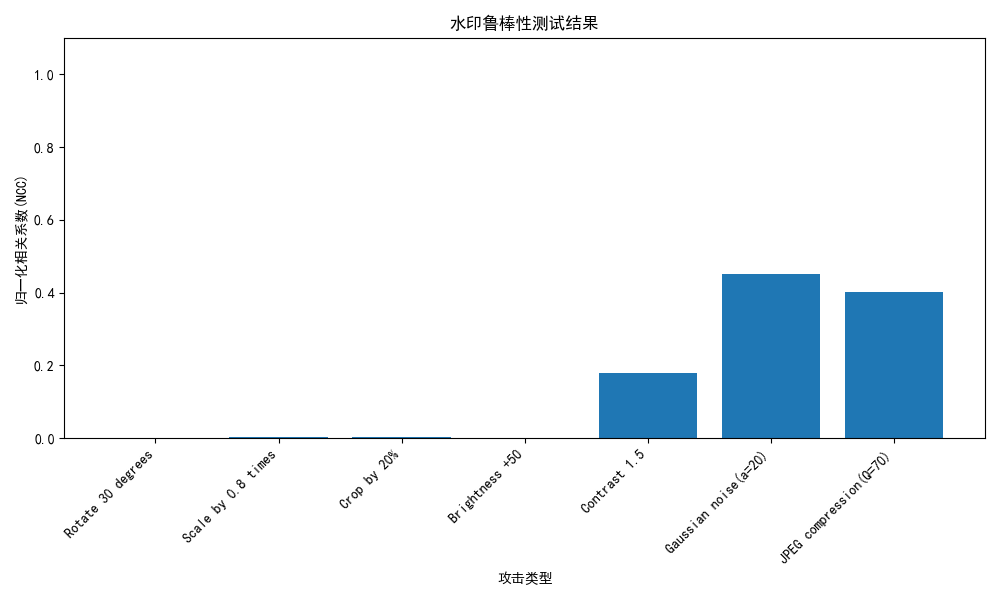 水印鲁棒性测试结果
归一化相关系数(NCC)
1.0
0.8
0.6
0.4
0.2
0.0
Rotate 30 degrees
Scale by 0.8 times
Crop by 20%
Brightness +50
Contrast 1.5
Gaussian noise(a=20)
JPEG compression(Q=70)
攻击类型